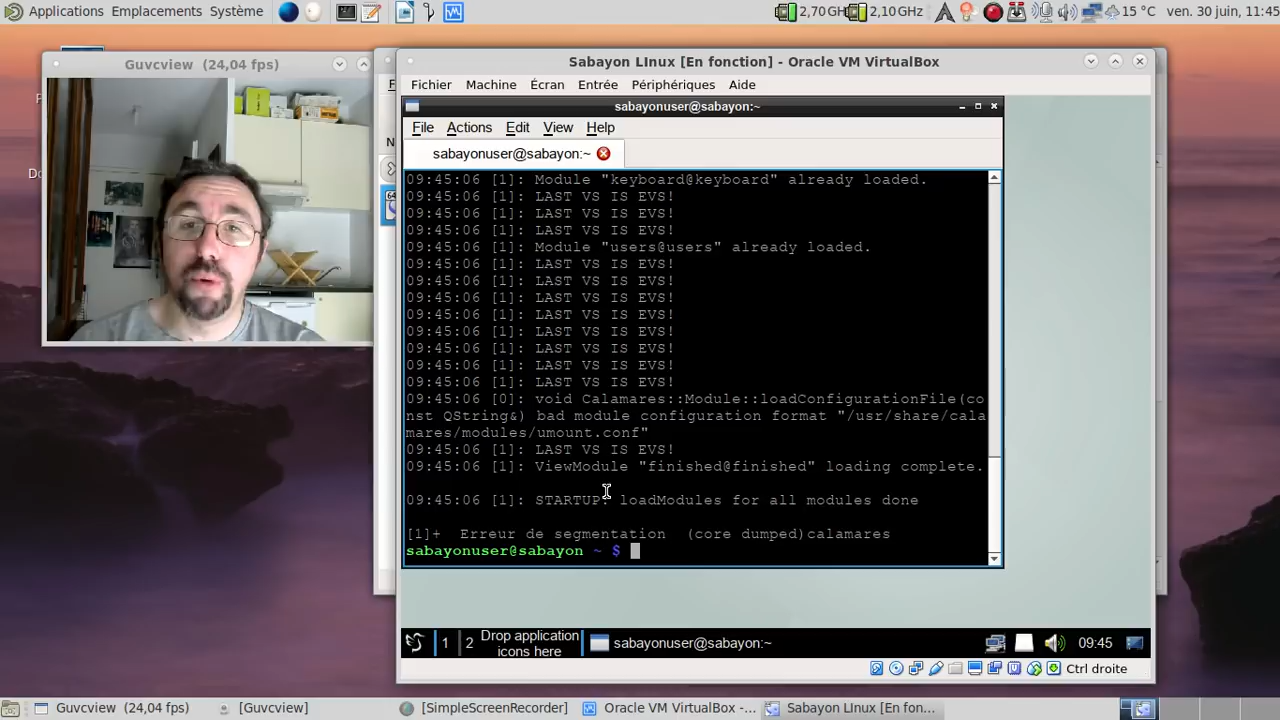 Applications Emplacements Système
2,70 GH 2,10 GHz 15 °C ven. 30 juin, 11:45
Guvcview (24,04 fps)
Sabayon LInux [En fonction] - Oracle VM VirtualBox
Fichier Machine Entrée Écran Périphériques Aide
sabayonuser@sabayon:~
File Actions Edit View Help
sabayonuser@sabayon:~
09:45:06 [1]: Module "keyboard@keyboard" already loaded.
09:45:06 [1]: LAST VS IS EVS!
09:45:06 [1]: LAST VS IS EVS!
09:45:06 [1]: LAST VS IS EVS!
09:45:06 [1]: Module "users@users" already loaded.
09:45:06 [1]: LAST VS IS EVS!
09:45:06 [1]: LAST VS IS EVS!
09:45:06 [1]: LAST VS IS EVS!
09:45:06 [1]: LAST VS IS EVS!
09:45:06 [1]: LAST VS IS EVS!
09:45:06 [1]: LAST VS IS EVS!
09:45:06 [1]: LAST VS IS EVS!
09:45:06 [1]: LAST VS IS EVS!
09:45:06 [0]: void Calamares::Module::loadConfigurationFile(co
nst QString&) bad module configuration format "/usr/share/cala
mares/modules/umount.conf"
09:45:06 [1]: LAST VS IS EVS!
09:45:06 [1]: ViewModule "finished@finished" loading complete.
09:45:06 [1]: STARTUP: loadModules for all modules done
[1]+ Erreur de segmentation (core dumped)calamares
sabayonuser@sabayon ~ $
1 2 Drop application
icons here
sabayonuser@sabayon:~ 09:45
Ctrl droite
Guvcview (24,04 fps) [Guvcview] [SimpleScreenRecorder] Oracle VM VirtualBox -... Sabayon LInux [En fon...